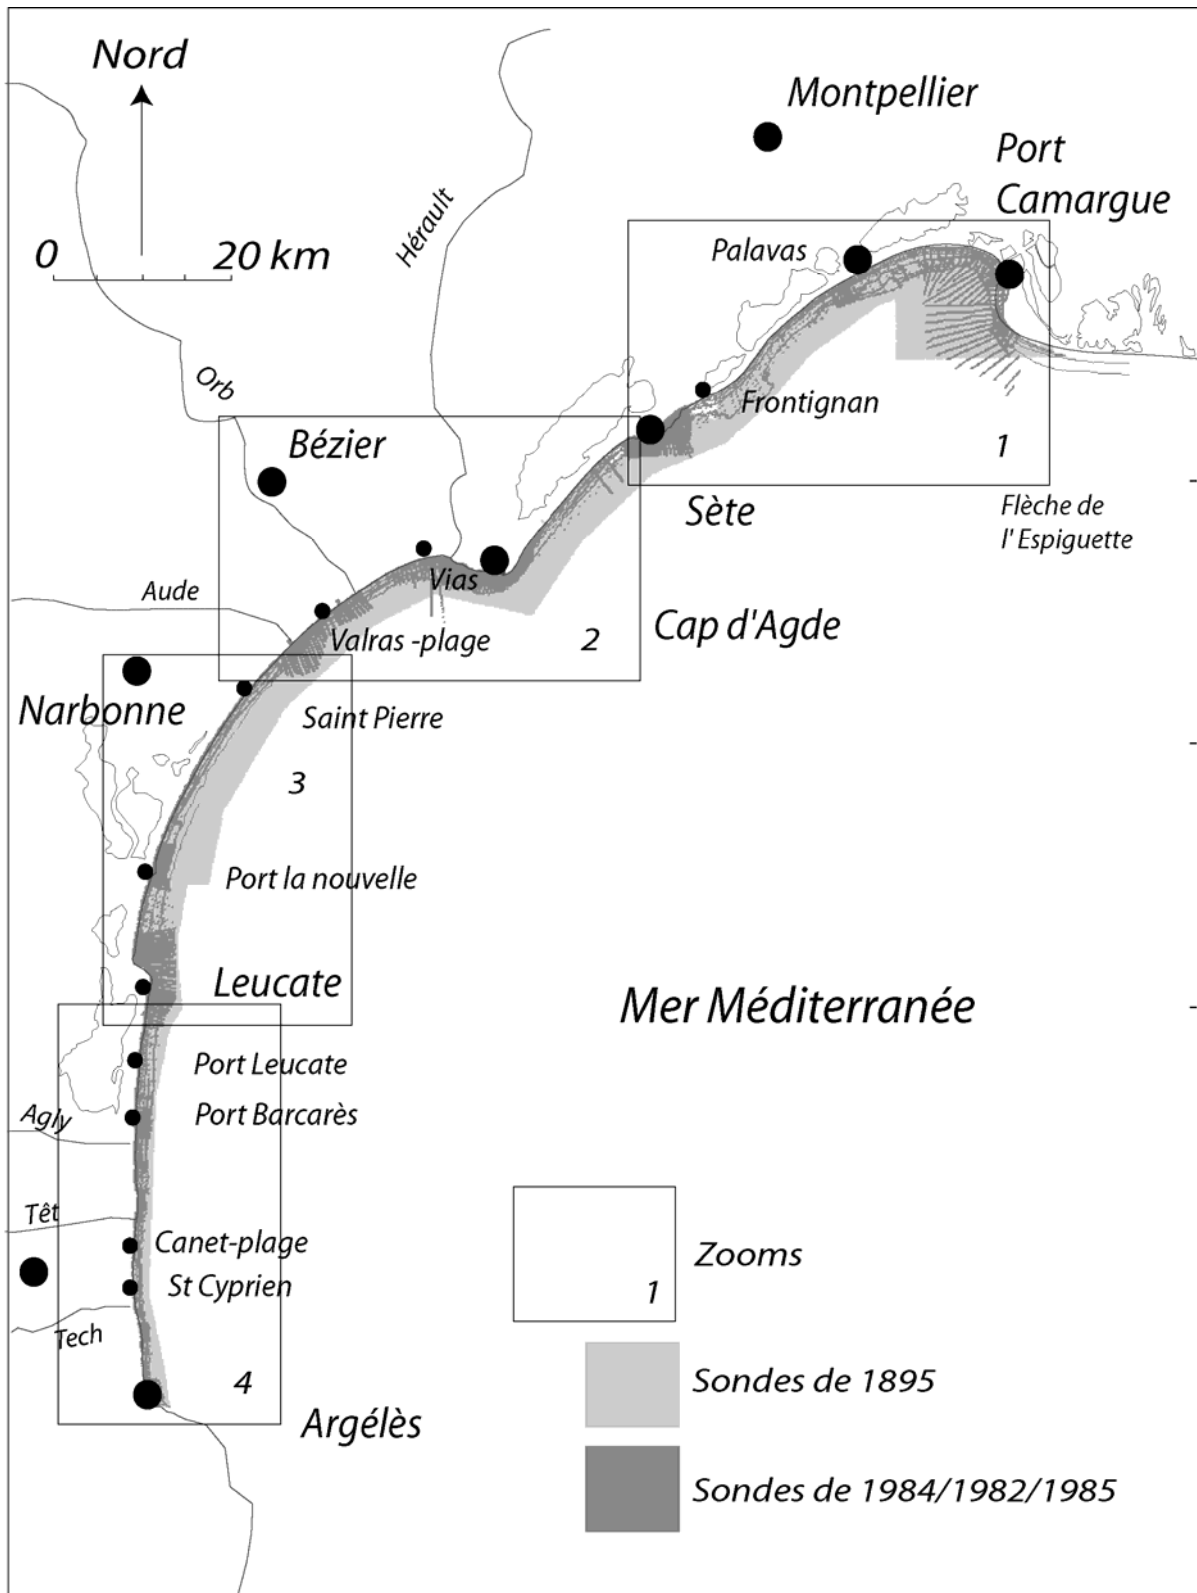 Nord
Montpellier
Port
Camargue
0
20 km
Hérault
Palavas
Orb
Frontignan
1
Bézier
Sète
Flèche de
l' Espiguette
Aude
Vias
Valras -plage
2
Cap d'Agde
Narbonne
Saint Pierre
3
Port la nouvelle
Leucate
Mer Méditerranée
Port Leucate
Agly
Port Barcarès
Têt
Canet-plage
St Cyprien
Tech
4
Argélès
Zooms
1
Sondes de 1895
Sondes de 1984/1982/1985